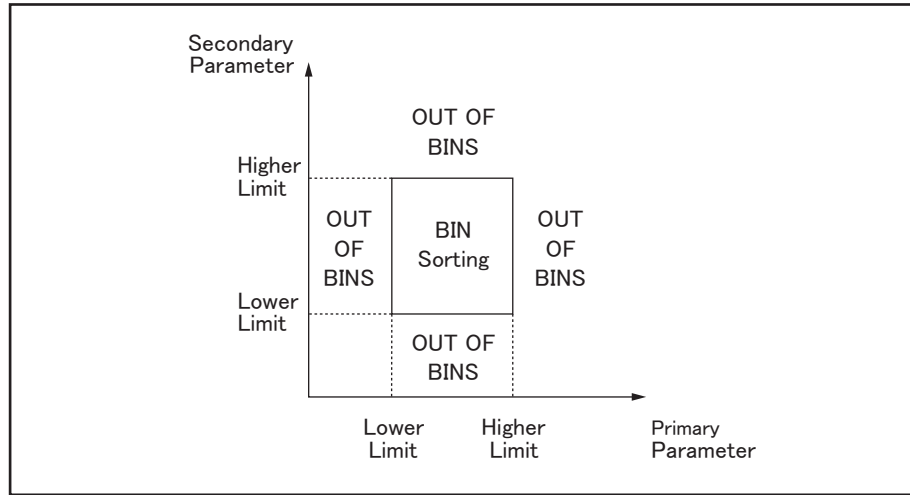 Secondary
Parameter
OUT OF
BINS
Higher
Limit
OUT
OF
BINS
BIN
Sorting
OUT
OF
BINS
Lower
Limit
OUT OF
BINS
Lower
Limit
Higher
Limit
Primary
Parameter